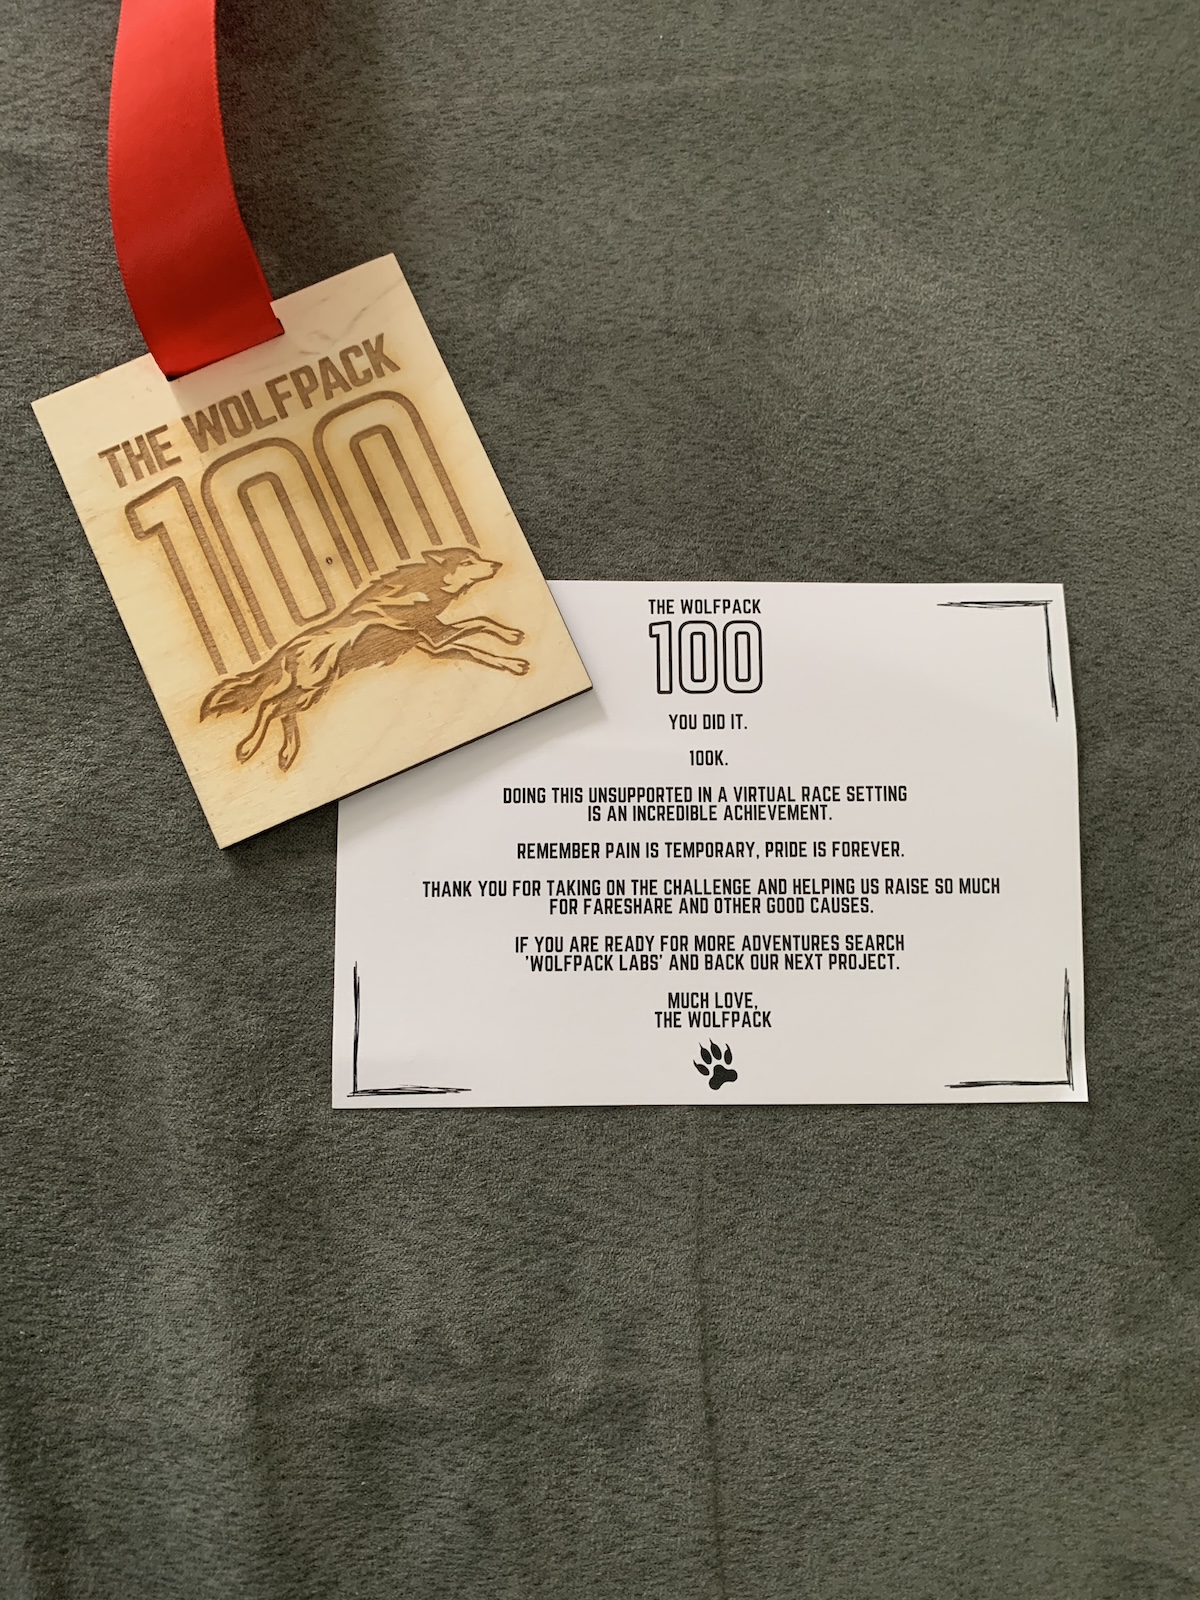 THE WOLFPACK
100
THE WOLFPACK
100
YOU DID IT.
100K.
DOING THIS UNSUPPORTED IN A VIRTUAL RACE SETTING
IS AN INCREDIBLE ACHIEVEMENT.
REMEMBER PAIN IS TEMPORARY, PRIDE IS FOREVER.
THANK YOU FOR TAKING ON THE CHALLENGE AND HELPING US RAISE SO MUCH
FOR FARESHARE AND OTHER GOOD CAUSES.
IF YOU ARE READY FOR MORE ADVENTURES SEARCH
'WOLFPACK LABS' AND BACK OUR NEXT PROJECT.
MUCH LOVE,
THE WOLFPACK